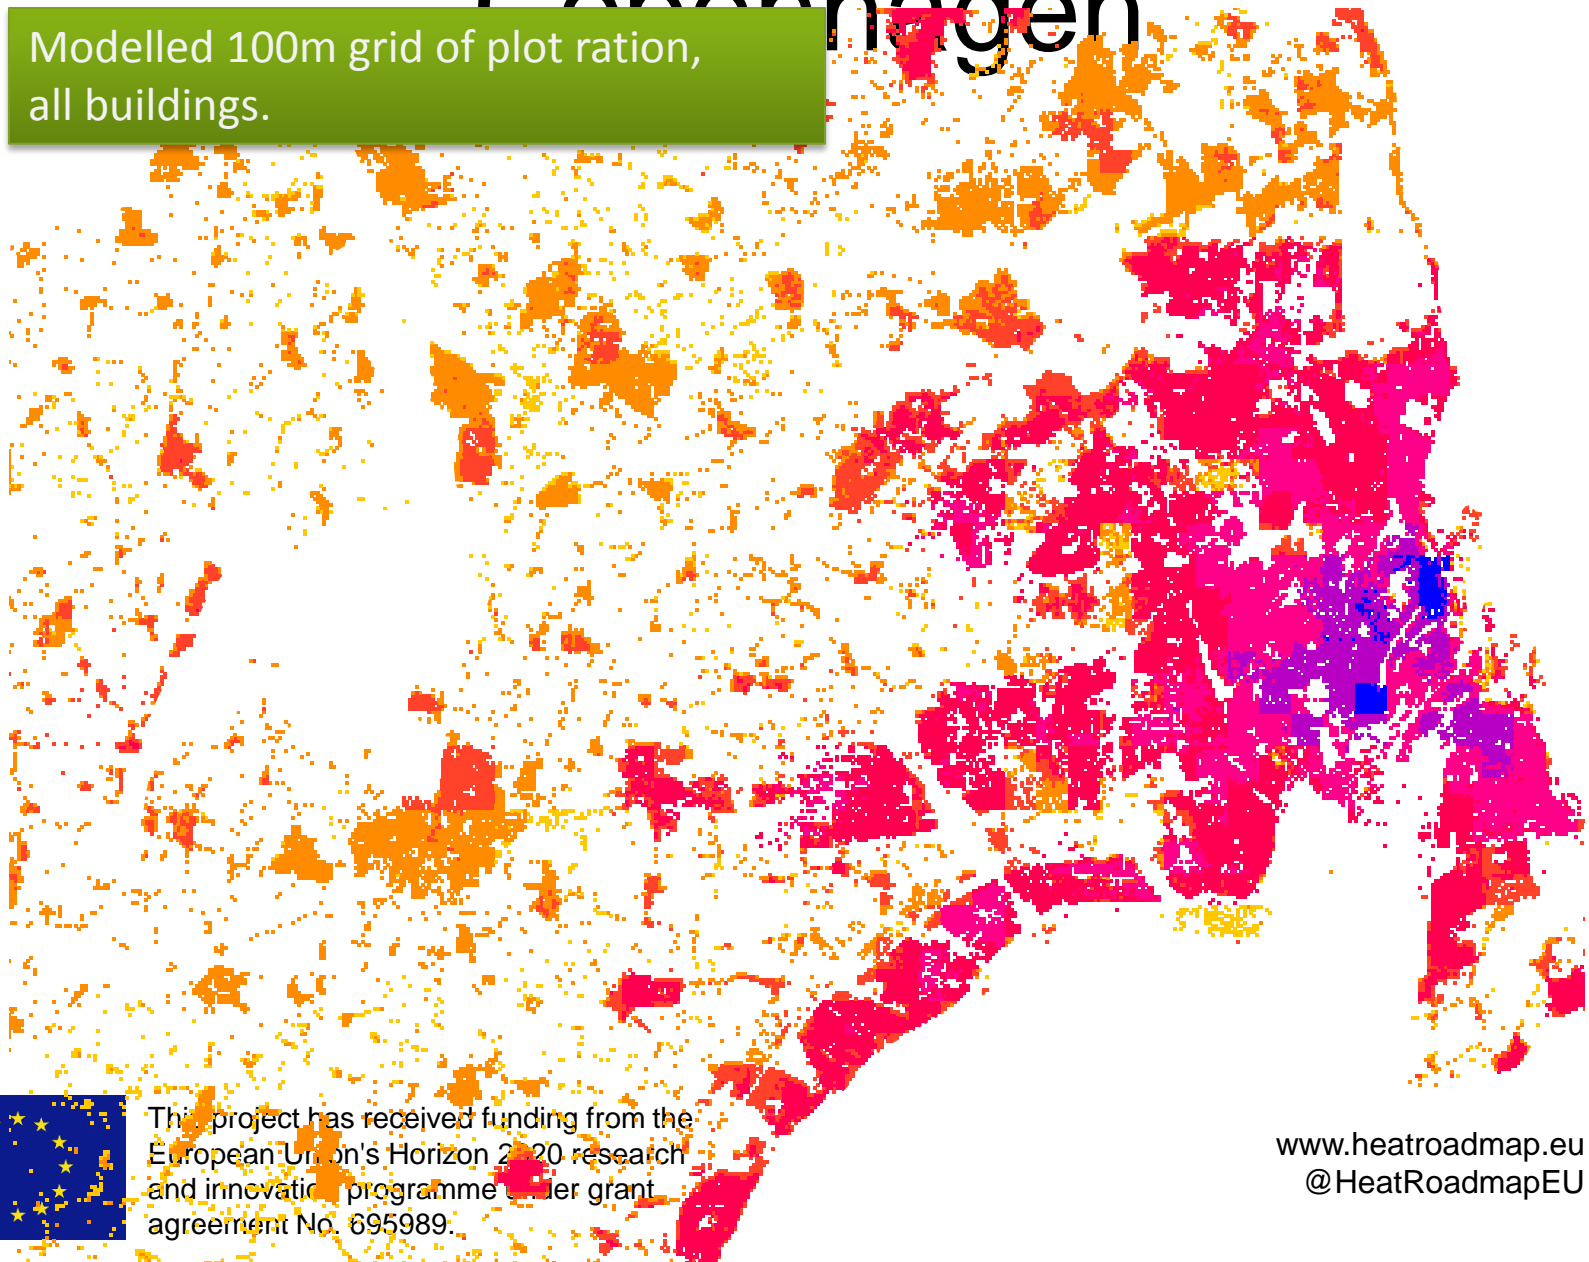 Copenhagen
Modelled 100m grid of plot ration,
all buildings.
This project has received funding from the
European Union's Horizon 2020 research
and innovation programme under grant
agreement No. 695989.
www.heatroadmap.eu
@HeatRoadmapEU